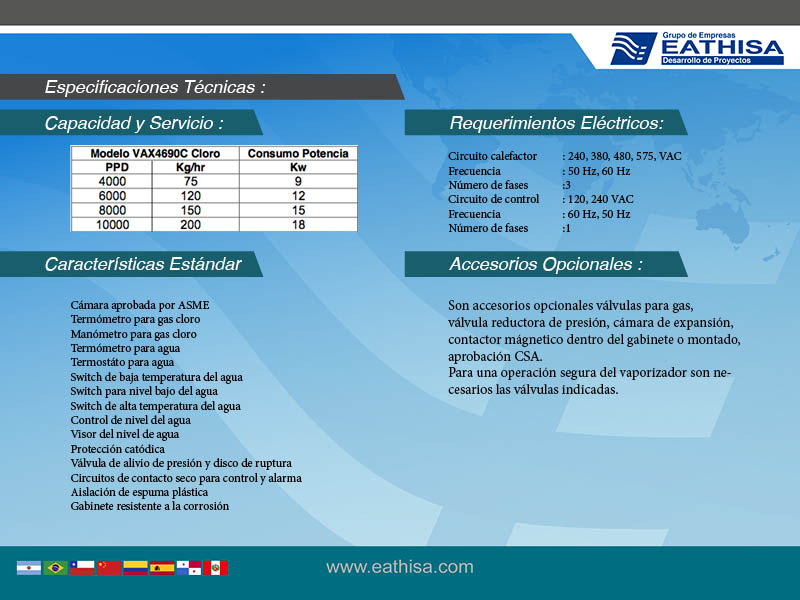 Grupo de Empresas
EATHISA
Desarrollo de Proyectos
Especificaciones Técnicas :
Capacidad y Servicio :
Modelo VAX4690C Cloro Consumo Potencia
PPD Kg/hr Kw
4000 75 9
6000 120 12
8000 150 15
10000 200 18
Requerimientos Eléctricos:
Circuito calefactor : 240, 380, 480, 575, VAC
Frecuencia : 50 Hz, 60 Hz
Número de fases :3
Circuito de control : 120, 240 VAC
Frecuencia : 60 Hz, 50 Hz
Número de fases :1
Características Estándar
Cámara aprobada por ASME
Termómetro para gas cloro
Manómetro para gas cloro
Termómetro para agua
Termostáto para agua
Switch de baja temperatura del agua
Switch para nivel bajo del agua
Switch de alta temperatura del agua
Control de nivel del agua
Visor del nivel de agua
Protección catódica
Válvula de alivio de presión y disco de ruptura
Circuitos de contacto seco para control y alarma
Aislación de espuma plástica
Gabinete resistente a la corrosión
Accesorios Opcionales :
Son accesorios opcionales válvulas para gas,
válvula reductora de presión, cámara de expansión,
contactor mágnetico dentro del gabinete o montado,
aprobación CSA.
Para una operación segura del vaporizador son ne-
cesarios las válvulas indicadas.
www.eathisa.com